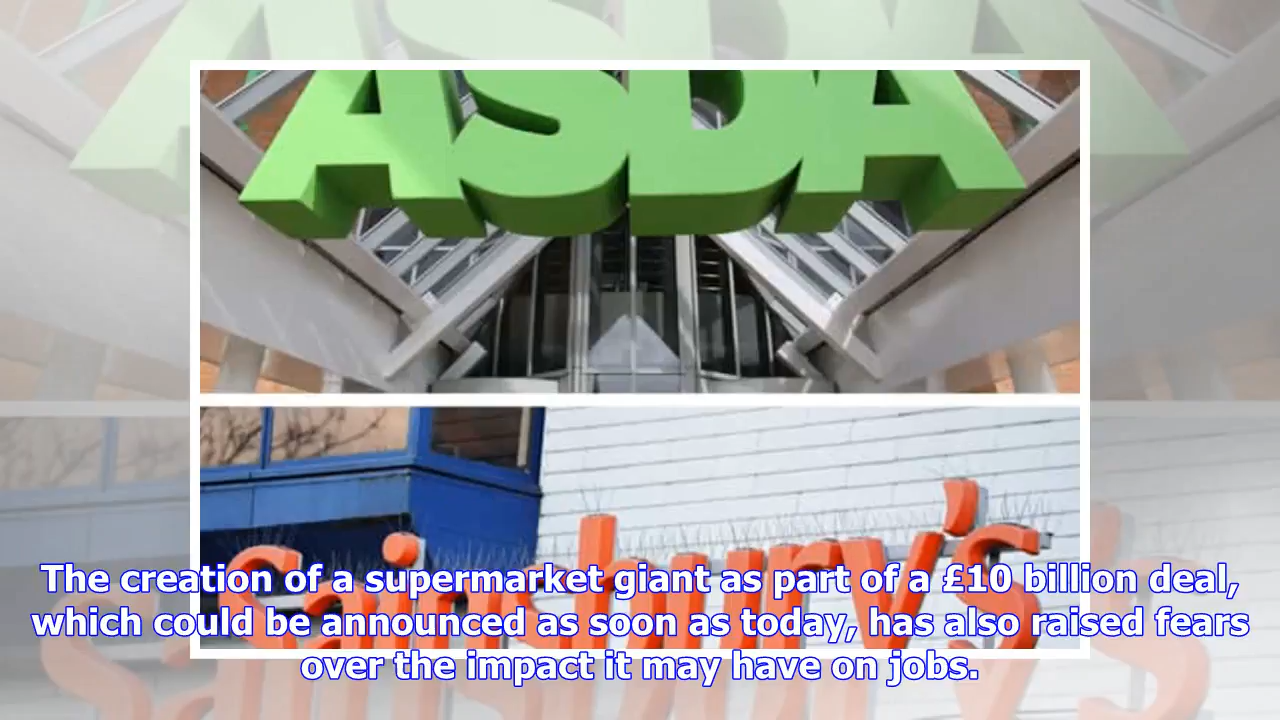 ASDA
Sainsbury's
The creation of a supermarket giant as part of a £10 billion deal,
which could be announced as soon as today, has also raised fears
over the impact it may have on jobs.